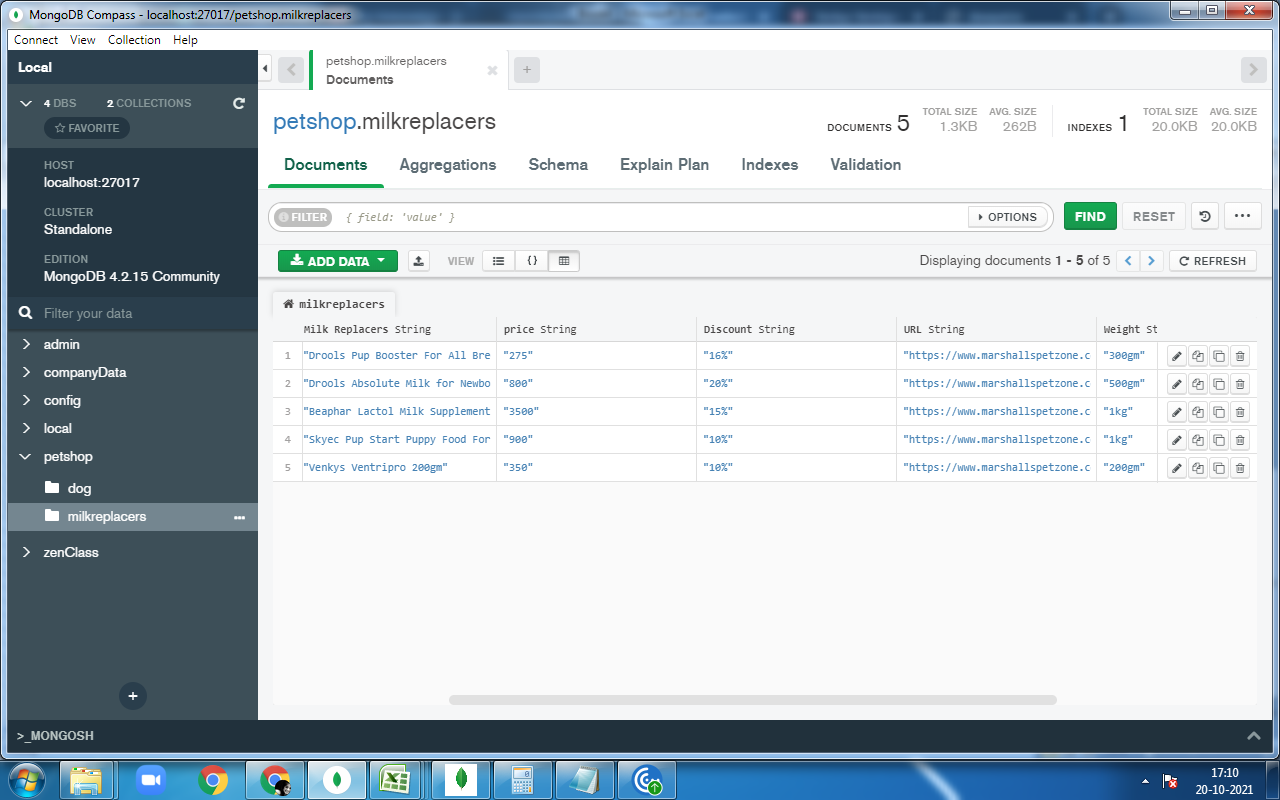 MongoDB Compass - localhost:27017/petshop.milkreplacers
Connect View Collection Help
Local
4 DBS 2 COLLECTIONS
FAVORITE
HOST
localhost:27017
CLUSTER
Standalone
EDITION
MongoDB 4.2.15 Community
Filter your data
admin
companyData
config
local
petshop
dog
milkreplacers
zenClass
petshop.milkreplacers
Documents
petshop.milkreplacers
DOCUMENTS 5
TOTAL SIZE 1.3KB
AVG. SIZE 262B
INDEXES 1
TOTAL SIZE 20.0KB
AVG. SIZE 20.0KB
Documents Aggregations Schema Explain Plan Indexes Validation
FILTER { field: 'value' } OPTIONS FIND RESET
ADD DATA VIEW {} Displaying documents 1 - 5 of 5 REFRESH
milkreplacers
Milk Replacers String price String Discount String URL String Weight St
1 "Drools Pup Booster For All Bre "275" "16%" "https://www.marshallspetzone.c "300gm"
2 "Drools Absolute Milk for Newbo "800" "20%" "https://www.marshallspetzone.c "500gm"
3 "Beaphar Lactol Milk Supplement "3500" "15%" "https://www.marshallspetzone.c "1kg"
4 "Skyec Pup Start Puppy Food For "900" "10%" "https://www.marshallspetzone.c "1kg"
5 "Venkys Ventripro 200gm" "350" "10%" "https://www.marshallspetzone.c "200gm"
>_MONGOSH
17:10
20-10-2021